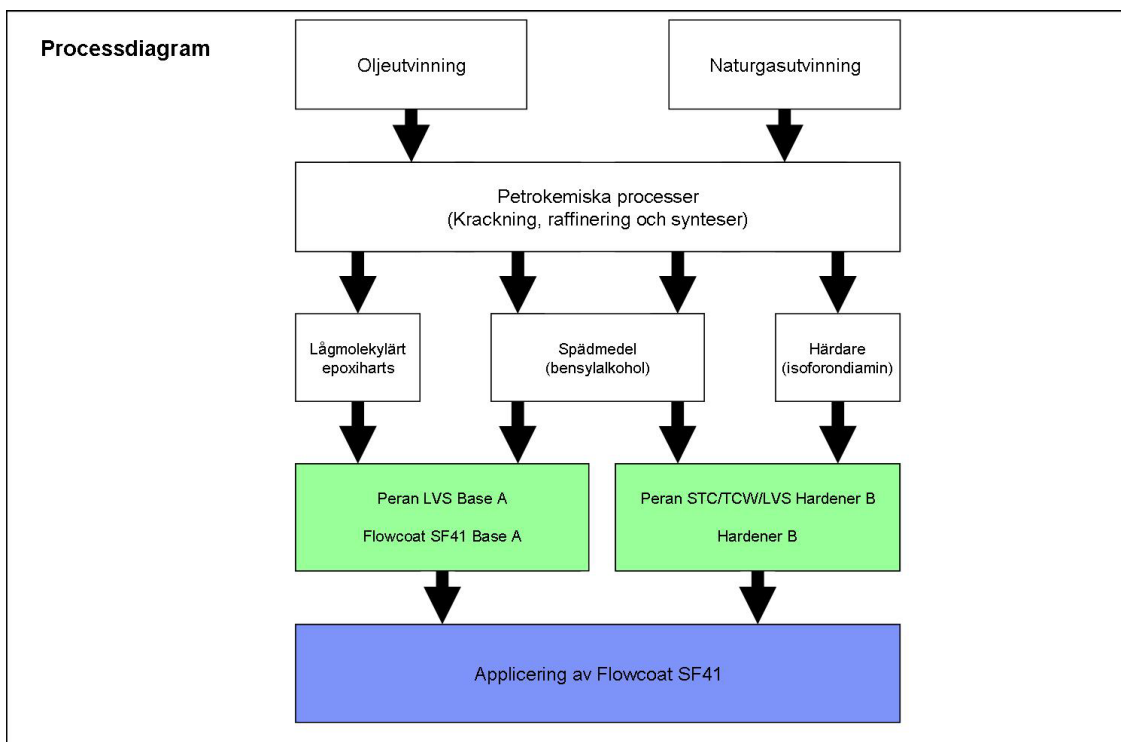 Processdiagram
Oljeutvinning
Naturgasutvinning
Petrokemiska processer
(Krackning, raffinering och synteser)
Lågmolekylärt
epoxiharts
Spädmedel
(bensylalkohol)
Härdare
(isoforondiamin)
Peran LVS Base A
Flowcoat SF41 Base A
Peran STC/TCW/LVS Hardener B
Hardener B
Applicering av Flowcoat SF41